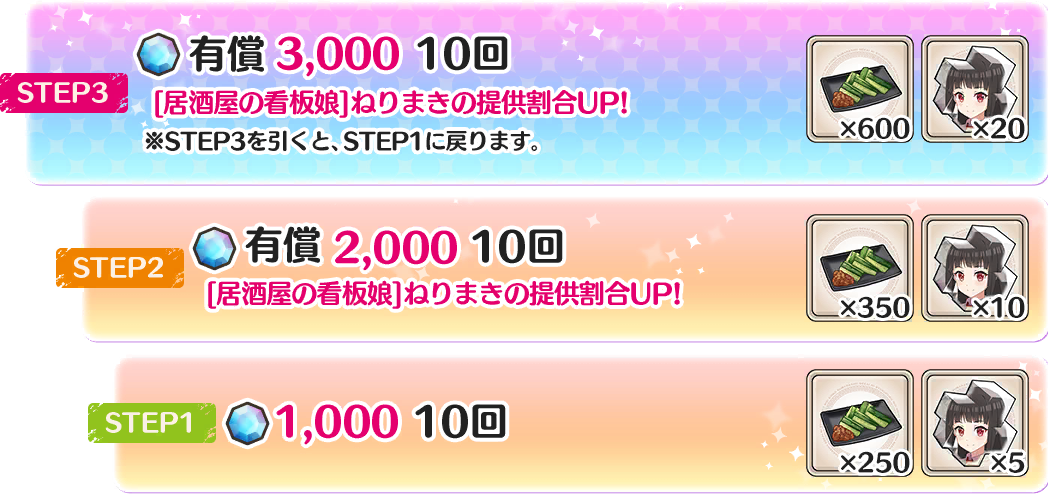 有償 3,000 10回
STEP3
[居酒屋の看板娘]ねりまきの提供割合UP!
※STEP3を引くと、STEP1に戻ります。
×600
×20
有償 2,000 10回
STEP2
[居酒屋の看板娘]ねりまきの提供割合UP!
×350
×10
STEP1
1,000 10回
×250
×5